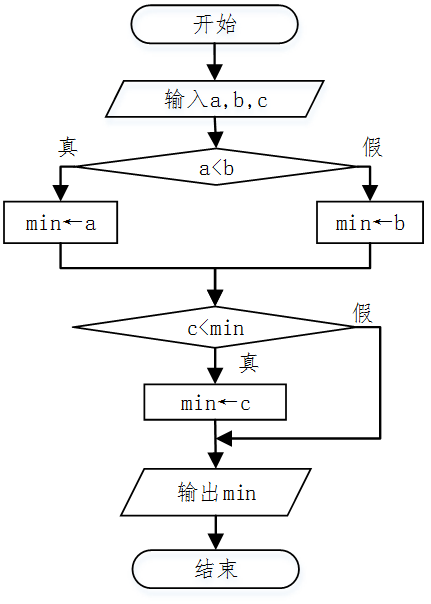 开始
输入a,b,c
真
假
a<b
min←a
min←b
c<min
假
真
min←c
输出min
结束